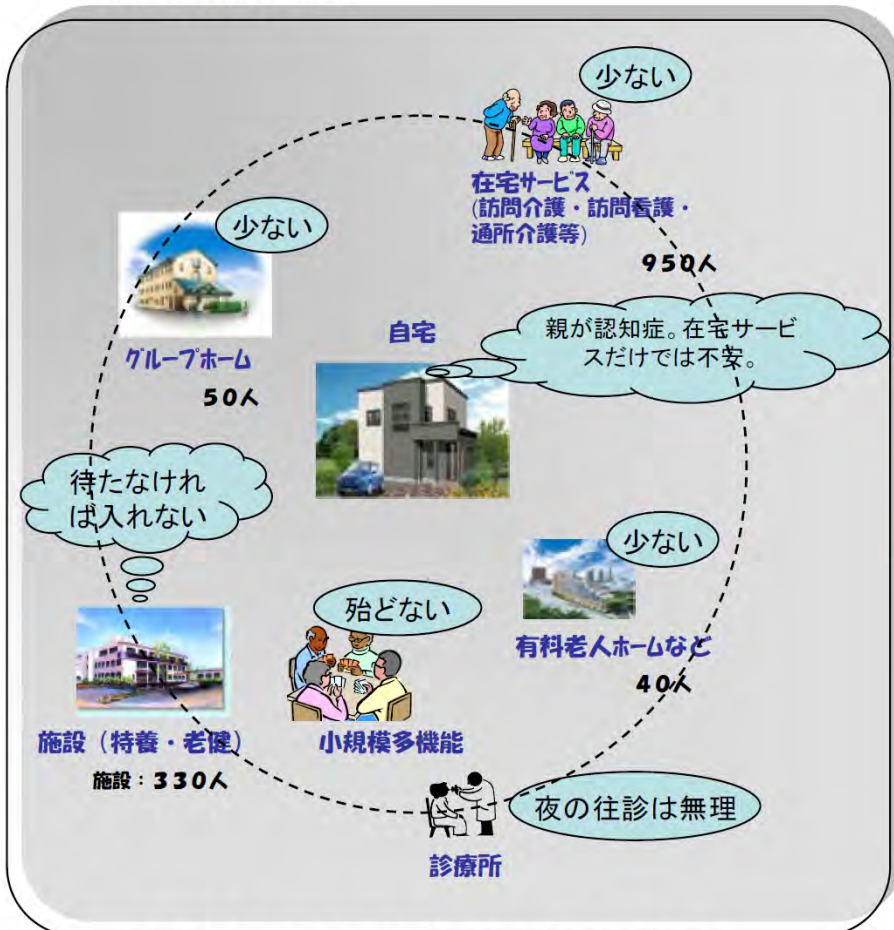 少ない
在宅サービス
(訪問介護・訪問看護・
通所介護等)
950人
少ない
グループホーム
50人
自宅
親が認知症。在宅サービ
スだけでは不安。
待たなけれ
ば入れない
施設（特養・老健）
施設：330人
殆どない
小規模多機能
少ない
有料老人ホームなど
40人
夜の往診は無理
診療所